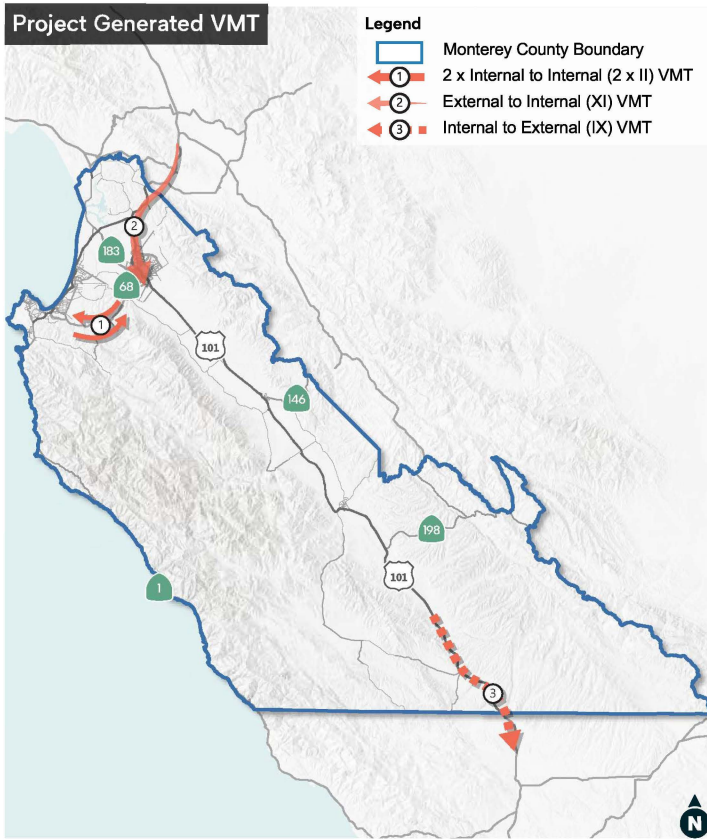 Project Generated VMT
Legend
Monterey County Boundary
1 2 x Internal to Internal (2 x II) VMT
2 External to Internal (XI) VMT
3 Internal to External (IX) VMT
2
183
68
1
101
146
198
101
1
3
N